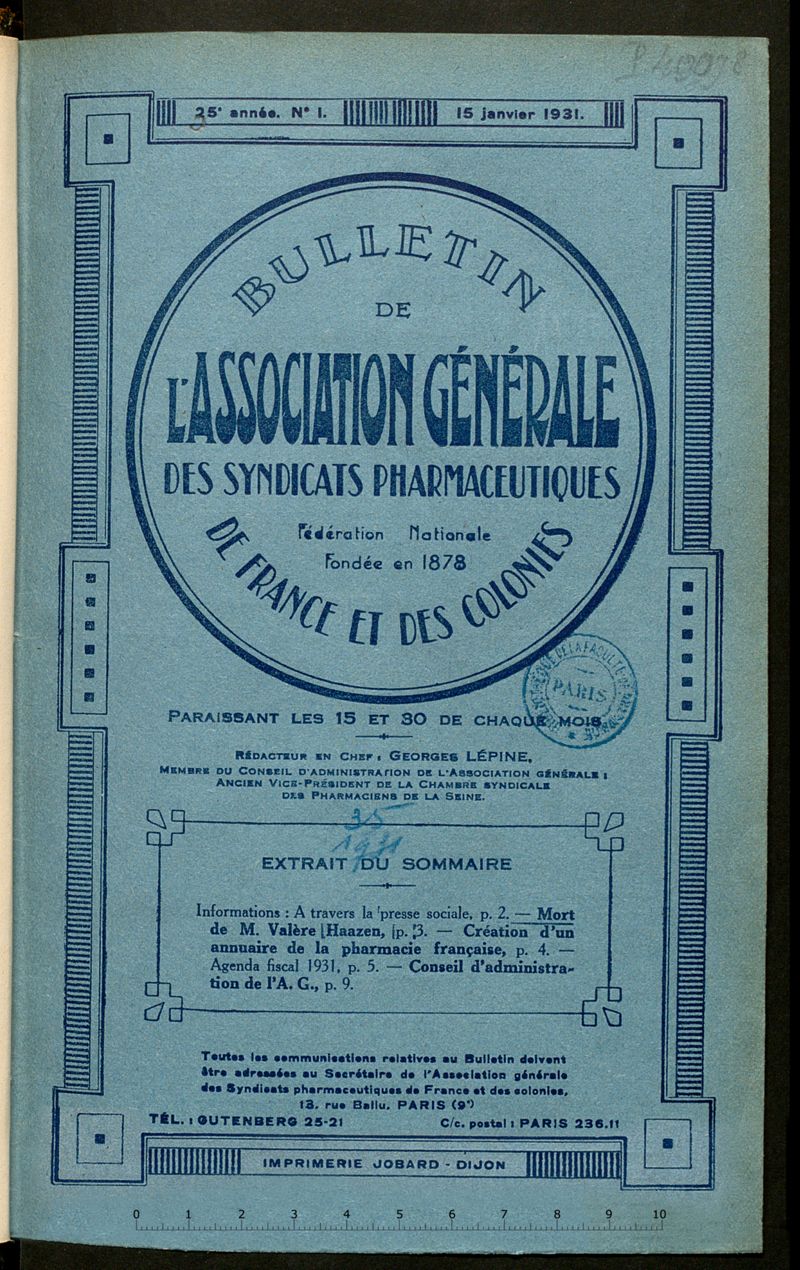 35e année. N° 1. 15 janvier 1931.
BULLETIN
DE
L'ASSOCIATION GÉNÉRALE
DES SYNDICATS PHARMACEUTIQUES
Fédération Nationale
Fondée en 1878
DE FRANCE ET DES COLONIES
PARIS
PARAISSANT LES 15 ET 30 DE CHAQUE MOIS
RÉDACTEUR EN CHEF : GEORGES LÉPINE,
MEMBRE DU CONSEIL D'ADMINISTRATION DE L'ASSOCIATION GÉNÉRALE ;
ANCIEN VICE-PRÉSIDENT DE LA CHAMBRE SYNDICALE
DES PHARMACIENS DE LA SEINE.
35
1931
EXTRAIT DU SOMMAIRE
Informations : A travers la presse sociale, p. 2. — Mort
de M. Valère Haazen, p. 3. — Création d'un
annuaire de la pharmacie française, p. 4. —
Agenda fiscal 1931, p. 5. — Conseil d'administra-
tion de l'A. G., p. 9.
Toutes les communications relatives au Bulletin doivent
être adressées au Secrétaire de l'Association générale
des Syndicats pharmaceutiques de France et des colonies,
13, rue Ballu, PARIS (9e)
TÉL. : GUTENBERG 25-21 C/c. postal : PARIS 236.11
IMPRIMERIE JOBARD - DIJON
0 1 2 3 4 5 6 7 8 9 10